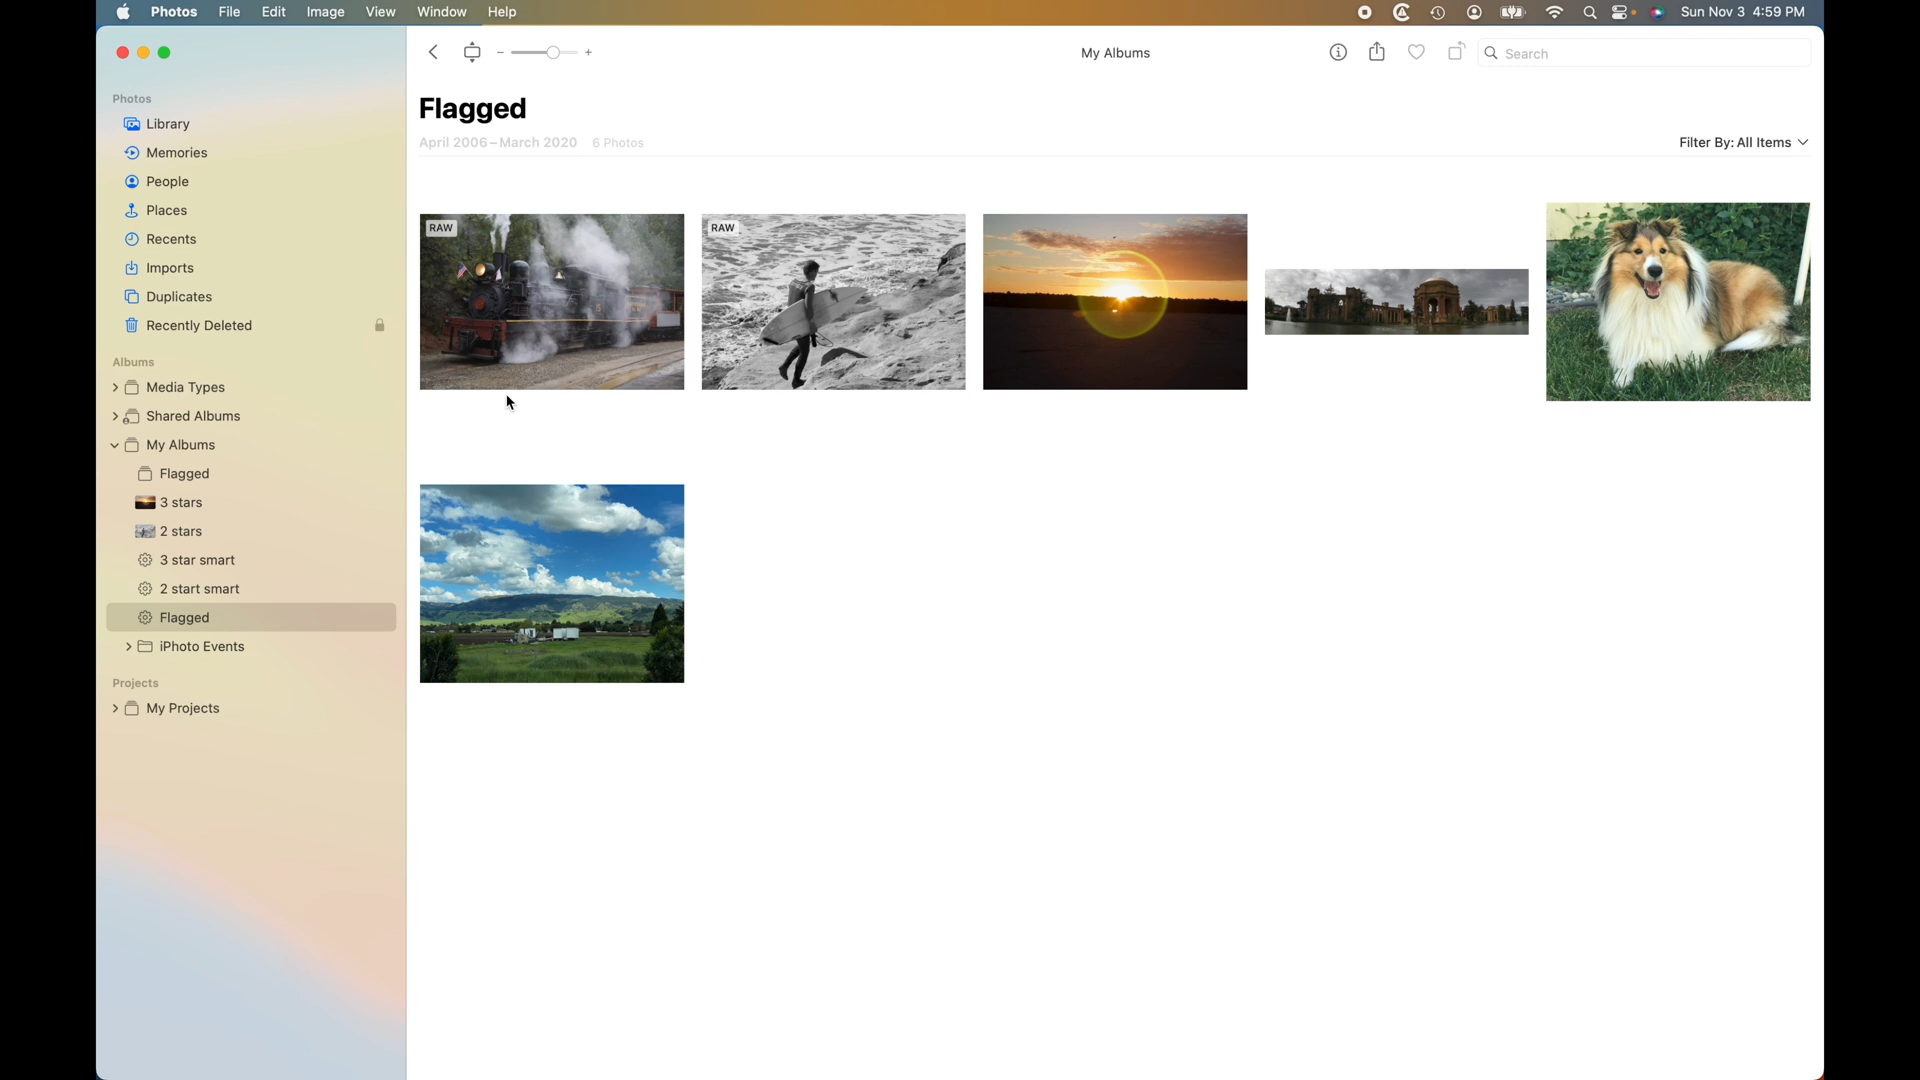 Photos File Edit Image View Window Help Sun Nov 3 4:59 PM
My Albums
Search
Photos
Library
Memories
People
Places
Recents
Imports
Duplicates
Recently Deleted
Albums
Media Types
Shared Albums
My Albums
Flagged
3 stars
2 stars
3 star smart
2 start smart
Flagged
iPhoto Events
Projects
My Projects
Flagged
April 2006–March 2020 6 Photos
Filter By: All Items
RAW
RAW